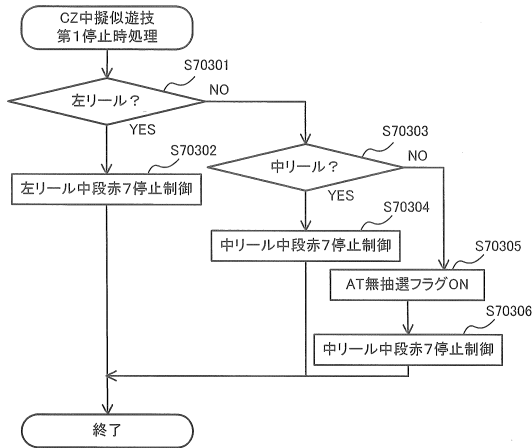 CZ中擬似遊技
第1停止時処理
S70301
左リール？
NO
YES
S70302
左リール中段赤7停止制御
S70303
中リール？
NO
YES
S70304
中リール中段赤7停止制御
S70305
AT無抽選フラグON
S70306
中リール中段赤7停止制御
終了